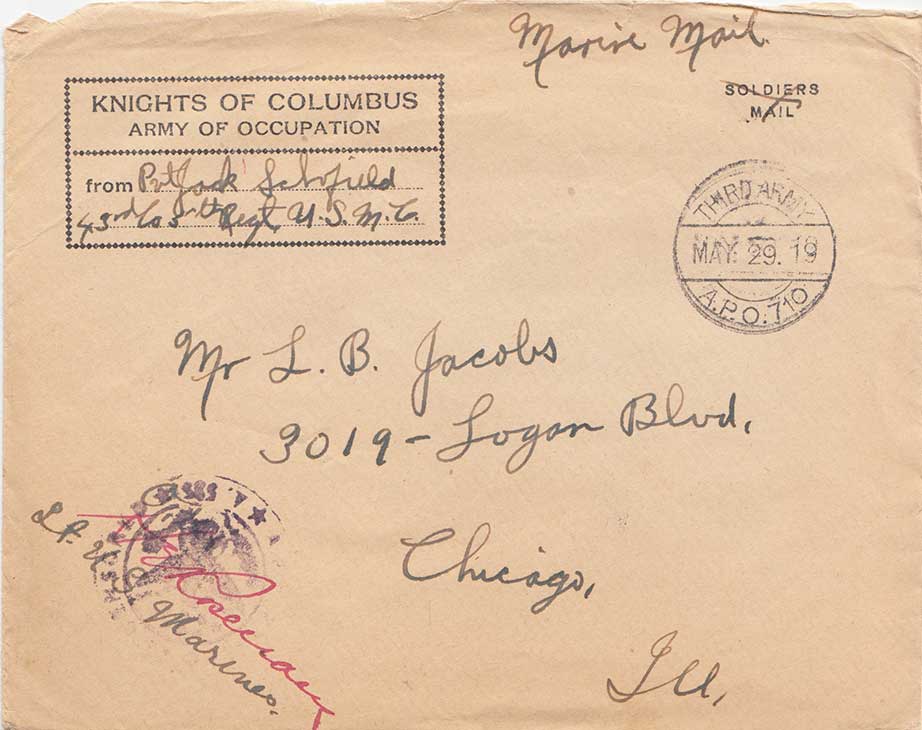 Marine Mail
SOLDIERS
MAIL
KNIGHTS OF COLUMBUS
ARMY OF OCCUPATION
from Pvt Jack Schofield
43rd Co 5th Regt, U.S.M.C.
THIRD ARMY
MAY 29. 19
A.P.O. 710
Mr L. B. Jacobs
3019 - Logan Blvd.,
Chicago,
Ill,
Lt. U.S. Marines.